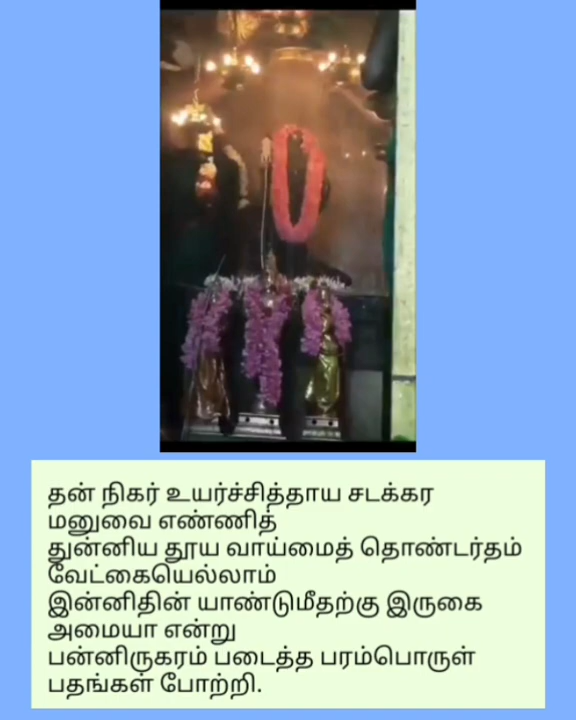 தன் நிகர் உயர்ச்சித்தாய சடக்கர
மனுவை எண்ணித்
துன்னிய தூய வாய்மைத் தொண்டர்தம்
வேட்கையெல்லாம்
இன்னிதின் யாண்டுமீதற்கு இருகை
அமையா என்று
பன்னிருகரம் படைத்த பரம்பொருள்
பதங்கள் போற்றி.